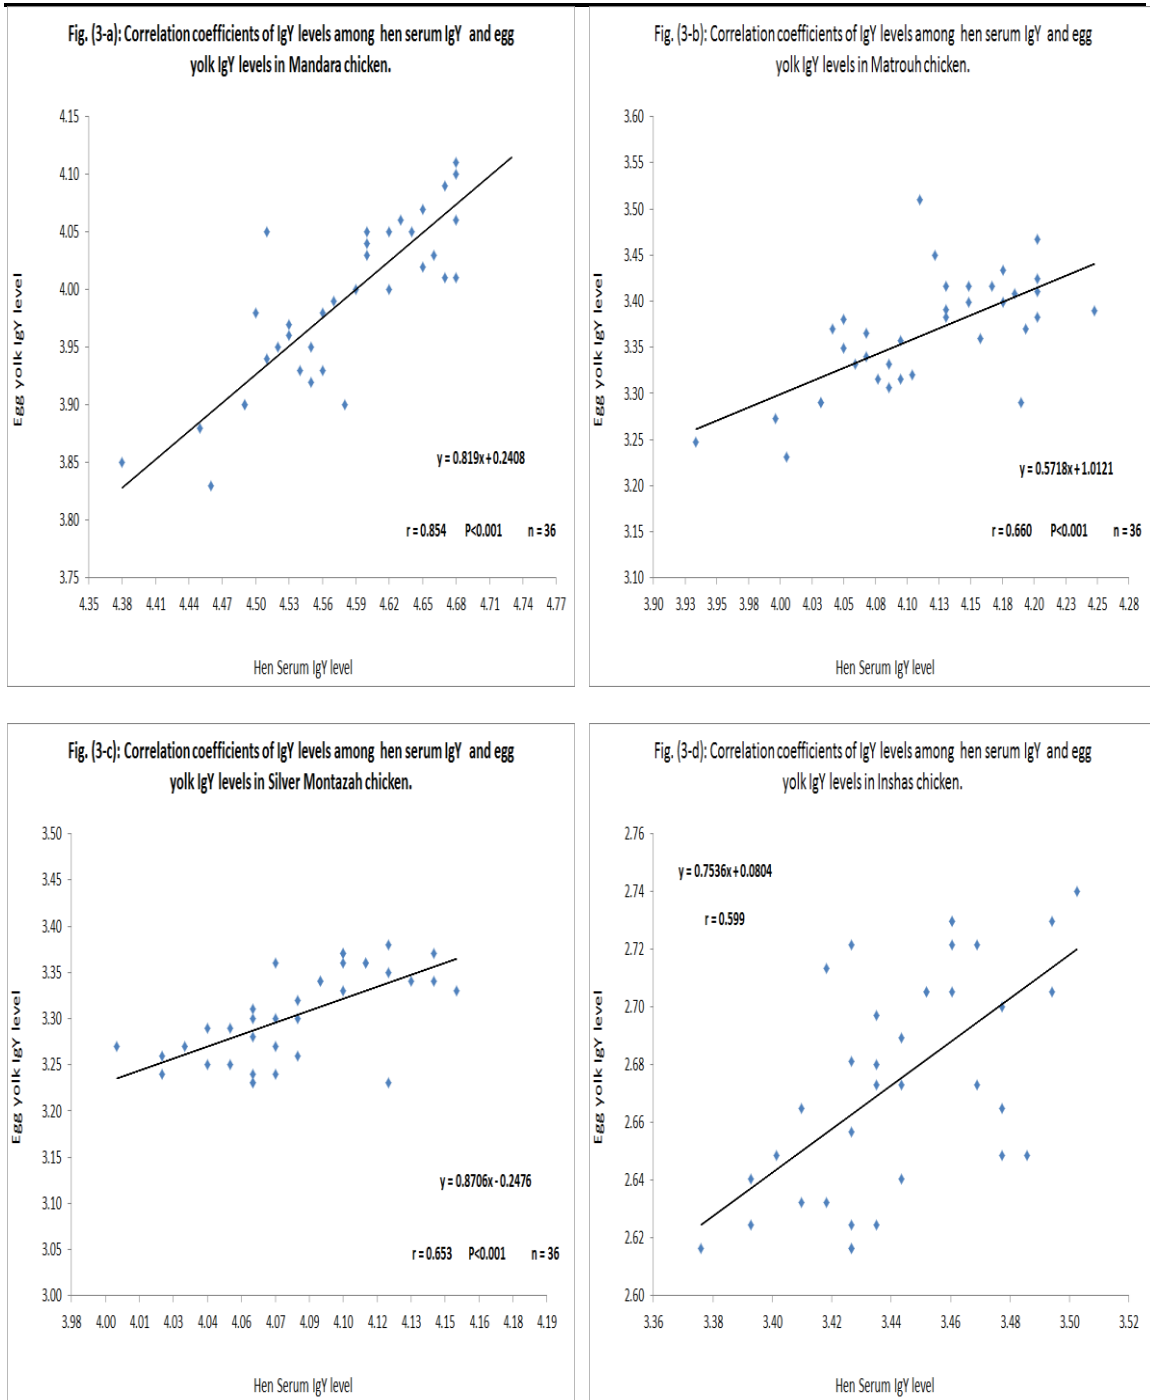 Fig. (3-a): Correlation coefficients of IgY levels among hen serum IgY and egg
yolk IgY levels in Mandara chicken.
4.15
4.10
4.05
4.00
3.95
3.90
3.85
3.80
3.75
Egg yolk IgY level
y = 0.819x + 0.2408
r = 0.854 P<0.001 n = 36
4.35 4.38 4.41 4.44 4.47 4.50 4.53 4.56 4.59 4.62 4.65 4.68 4.71 4.74 4.77
Hen Serum IgY level
Fig. (3-b): Correlation coefficients of IgY levels among hen serum IgY and egg
yolk IgY levels in Matrouh chicken.
3.60
3.55
3.50
3.45
3.40
3.35
3.30
3.25
3.20
3.15
3.10
Egg yolk IgY level
y = 0.5718x + 1.0121
r = 0.660 P<0.001 n = 36
3.90 3.93 3.95 3.98 4.00 4.03 4.05 4.08 4.10 4.13 4.15 4.18 4.20 4.23 4.25 4.28
Hen Serum IgY level
Fig. (3-c): Correlation coefficients of IgY levels among hen serum IgY and egg
yolk IgY levels in Silver Montazah chicken.
3.50
3.45
3.40
3.35
3.30
3.25
3.20
3.15
3.10
3.05
3.00
Egg yolk IgY level
y = 0.8706x - 0.2476
r = 0.653 P<0.001 n = 36
3.98 4.00 4.01 4.03 4.04 4.06 4.07 4.09 4.10 4.12 4.13 4.15 4.16 4.18 4.19
Hen Serum IgY level
Fig. (3-d): Correlation coefficients of IgY levels among hen serum IgY and egg
yolk IgY levels in Inshas chicken.
2.76
2.74
2.72
2.70
2.68
2.66
2.64
2.62
2.60
Egg yolk IgY level
y = 0.7536x + 0.0804
r = 0.599
3.36 3.38 3.40 3.42 3.44 3.46 3.48 3.50 3.52
Hen Serum IgY level